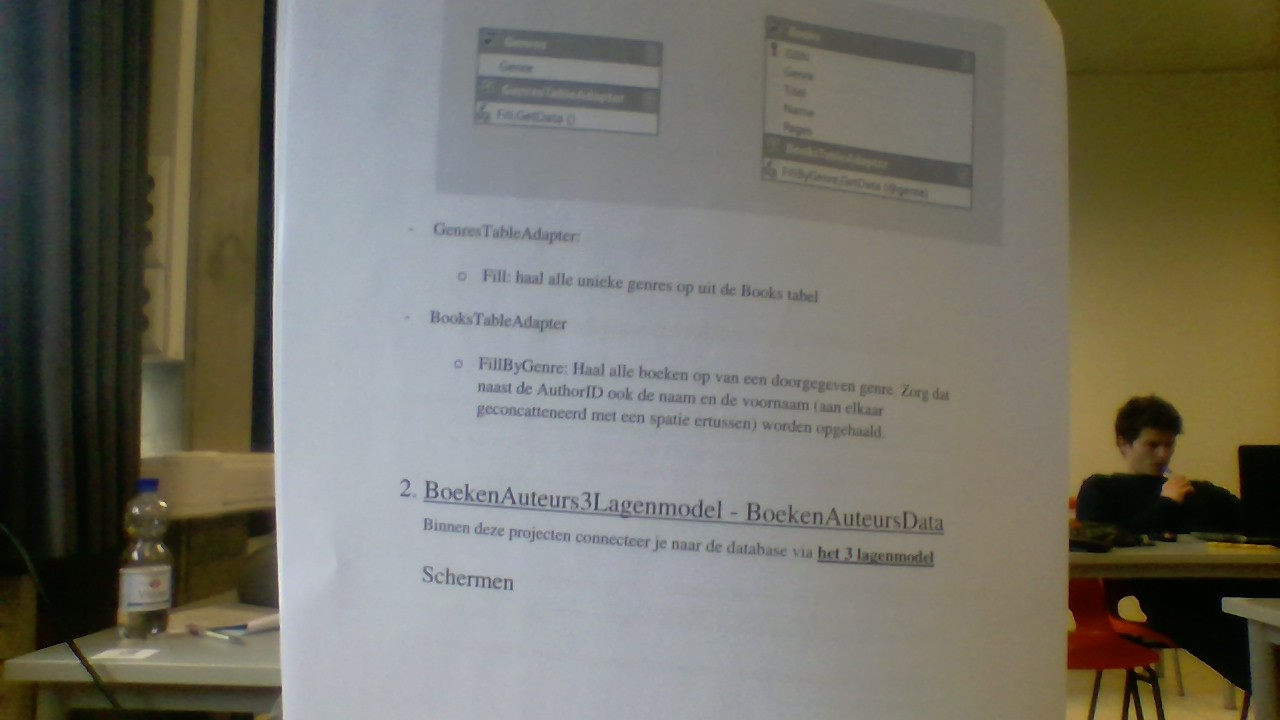 Genres
Genre
GenresTableAdapter
Fill,GetData ()
Books
ISBN
Genre
Titel
Name
Pages
BooksTableAdapter
FillByGenre,GetData (@genre)
- GenresTableAdapter:
o Fill: haal alle unieke genres op uit de Books tabel
- BooksTableAdapter
o FillByGenre: Haal alle boeken op van een doorgegeven genre. Zorg dat
naast de AuthorID ook de naam en de voornaam (aan elkaar
geconcatteneerd met een spatie ertussen) worden opgehaald.
2. BoekenAuteurs3Lagenmodel - BoekenAuteursData
Binnen deze projecten connecteer je naar de database via het 3 lagenmodel
Schermen